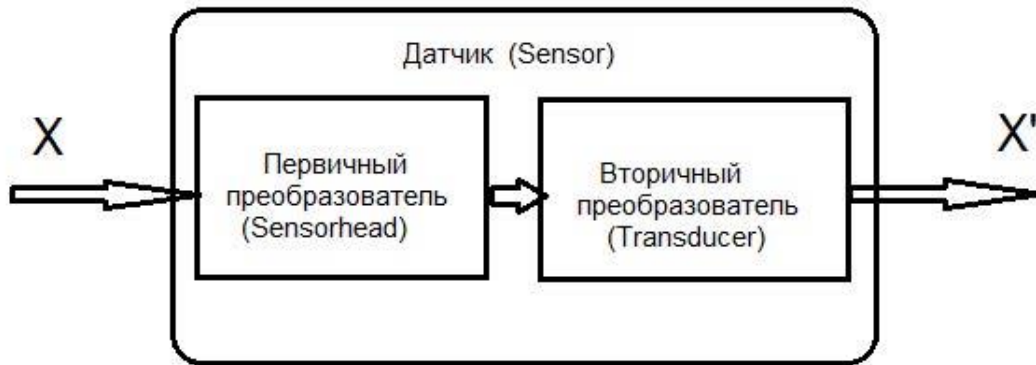 Датчик (Sensor)
X
Первичный
преобразователь
(Sensorhead)
Вторичный
преобразователь
(Transducer)
X'